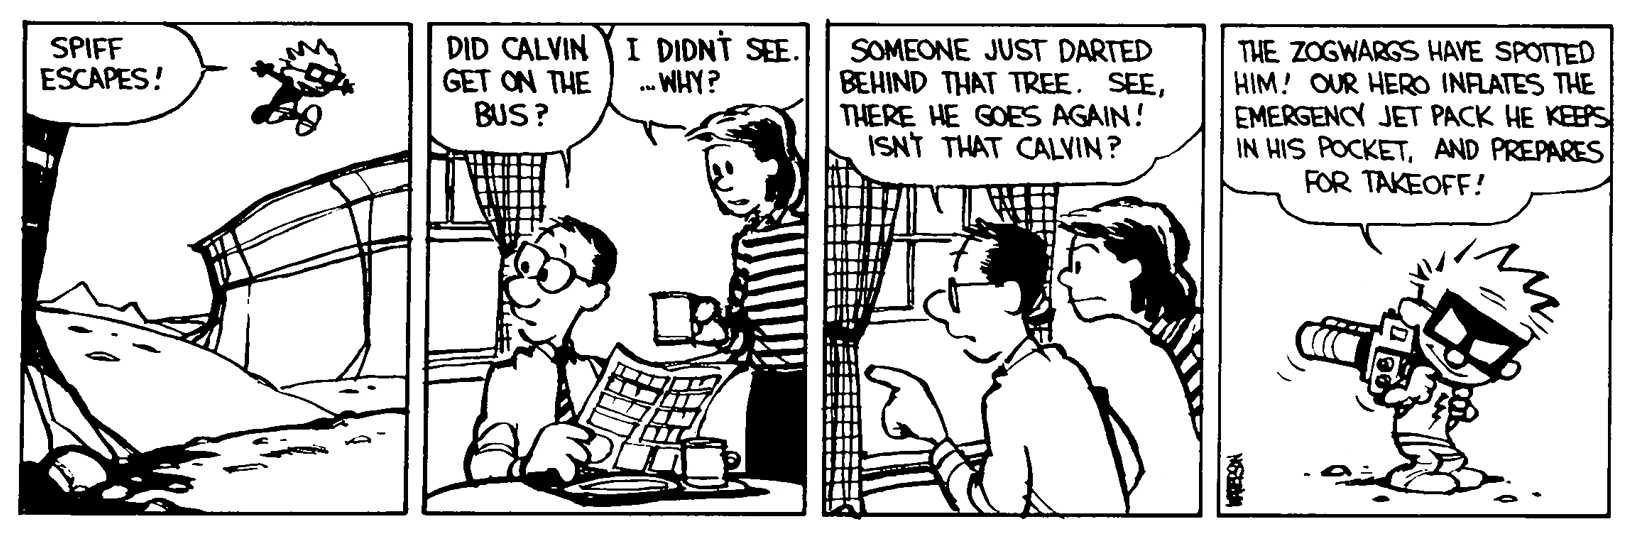 SPIFF
ESCAPES!
DID CALVIN
GET ON THE
BUS?
I DIDN'T SEE.
...WHY?
SOMEONE JUST DARTED
BEHIND THAT TREE. SEE,
THERE HE GOES AGAIN!
ISN'T THAT CALVIN?
THE ZOGWARGS HAVE SPOTTED
HIM! OUR HERO INFLATES THE
EMERGENCY JET PACK HE KEEPS
IN HIS POCKET, AND PREPARES
FOR TAKEOFF!
WATTERSON